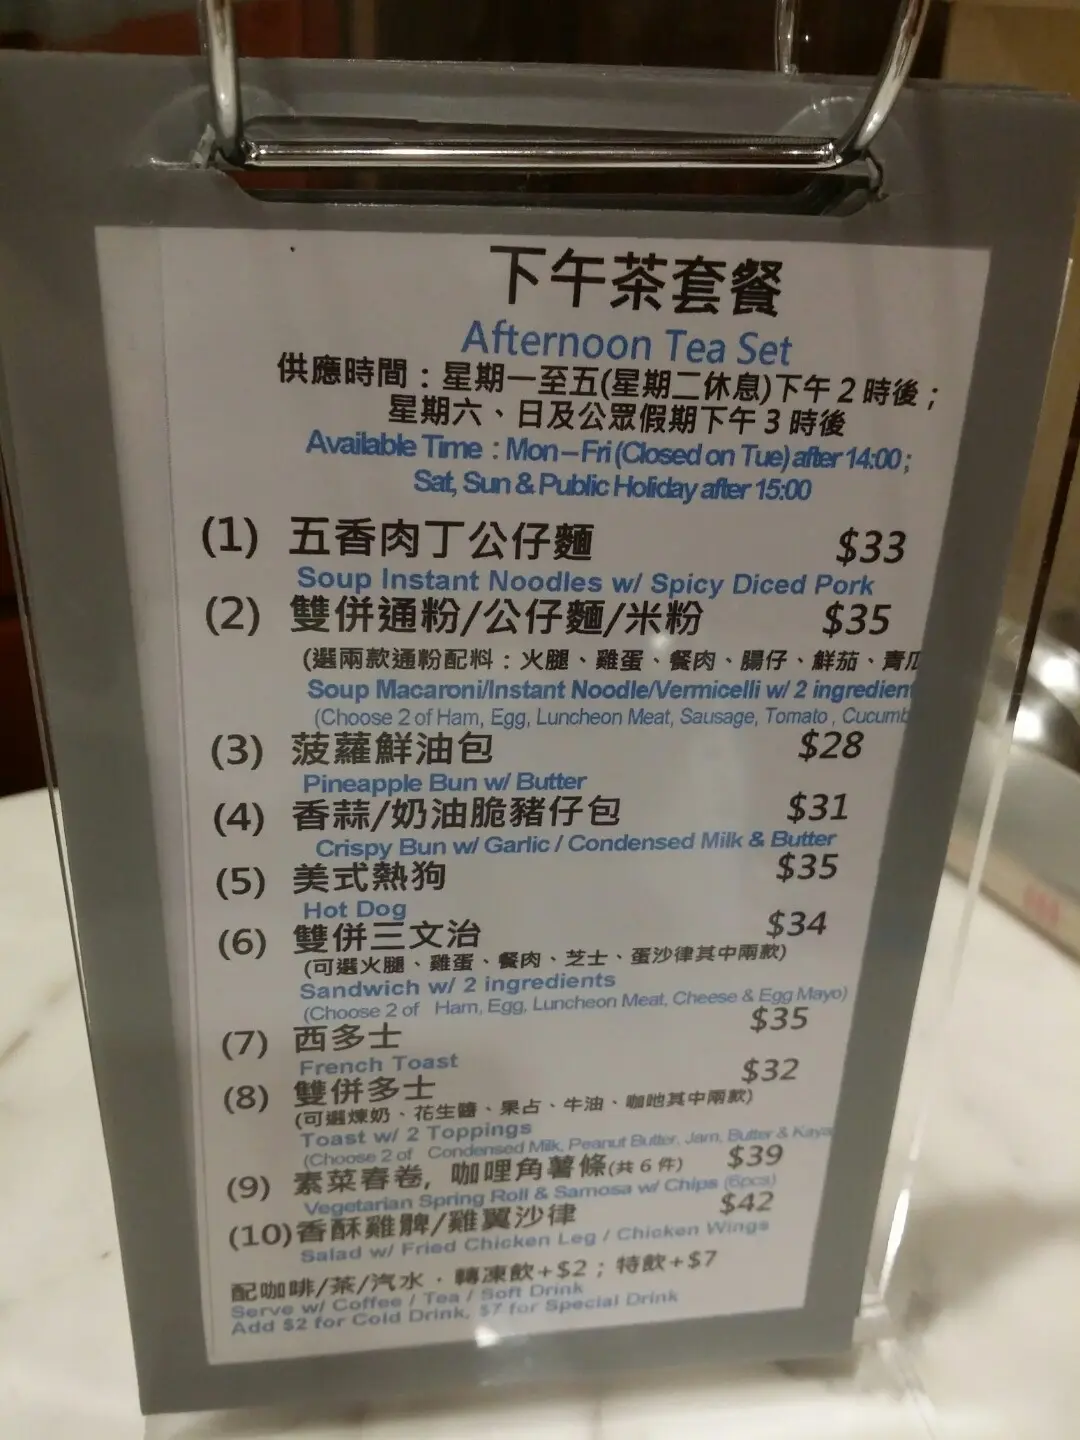 下午茶套餐
Afternoon Tea Set
供應時間：星期一至五(星期二休息)下午2時後；
星期六、日及公眾假期下午3時後
Available Time : Mon – Fri (Closed on Tue) after 14:00 ;
Sat, Sun & Public Holiday after 15:00
(1) 五香肉丁公仔麵 $33
Soup Instant Noodles w/ Spicy Diced Pork
(2) 雙併通粉/公仔麵/米粉 $35
(選兩款通粉配料：火腿、雞蛋、餐肉、腸仔、鮮茄、青瓜
Soup Macaroni/Instant Noodle/Vermicelli w/ 2 ingredien
(Choose 2 of Ham, Egg, Luncheon Meat, Sausage, Tomato , Cucumb
(3) 菠蘿鮮油包 $28
Pineapple Bun w/ Butter
(4) 香蒜/奶油脆豬仔包 $31
Crispy Bun w/ Garlic / Condensed Milk & Butter
(5) 美式熱狗 $35
Hot Dog
(6) 雙併三文治 $34
(可選火腿、雞蛋、餐肉、芝士、蛋沙律其中兩款)
Sandwich w/ 2 ingredients
(Choose 2 of Ham, Egg, Luncheon Meat, Cheese & Egg Mayo)
(7) 西多士 $35
French Toast
(8) 雙併多士 $32
(可選煉奶、花生醬、果占、牛油、咖吔其中兩款)
Toast w/ 2 Toppings
(Choose 2 of Condensed Milk, Peanut Butter, Jam, Butter & Kaya
(9) 素菜春卷, 咖哩角薯條(共6件) $39
Vegetarian Spring Roll & Samosa w/ Chips (6pcs)
(10) 香酥雞髀/雞翼沙律 $42
Salad w/ Fried Chicken Leg / Chicken Wings
配咖啡/茶/汽水．轉凍飲+$2；特飲+$7
Serve w/ Coffee / Tea / Soft Drink
Add $2 for Cold Drink, $7 for Special Drink